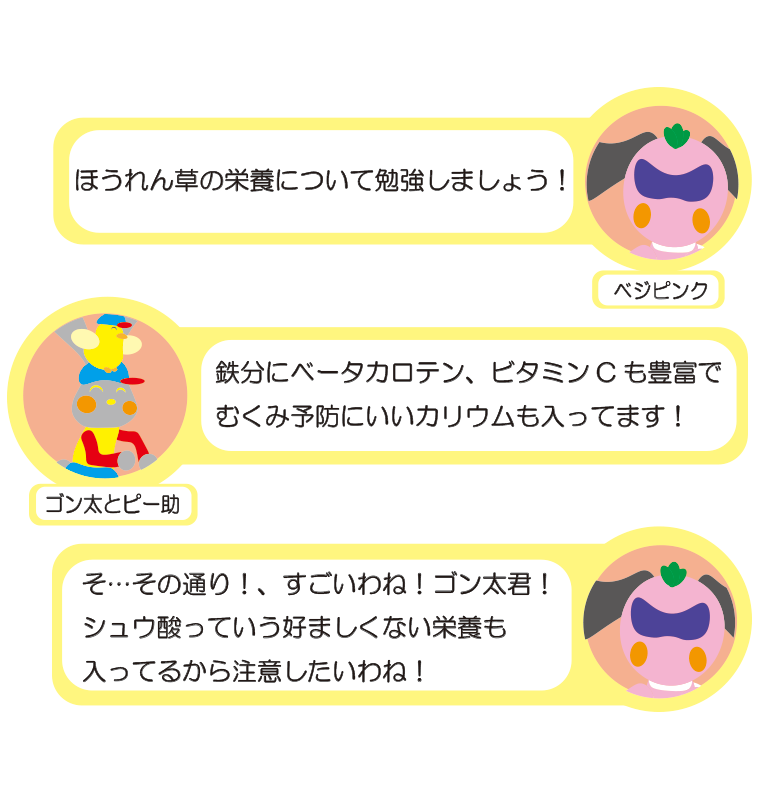 ほうれん草の栄養について勉強しましょう！
ベジピンク
鉄分にベータカロテン、ビタミンCも豊富で
むくみ予防にいいカリウムも入ってます！
ゴン太とピー助
そ…その通り！、すごいわね！ゴン太君！
シュウ酸っていう好ましくない栄養も
入ってるから注意したいわね！